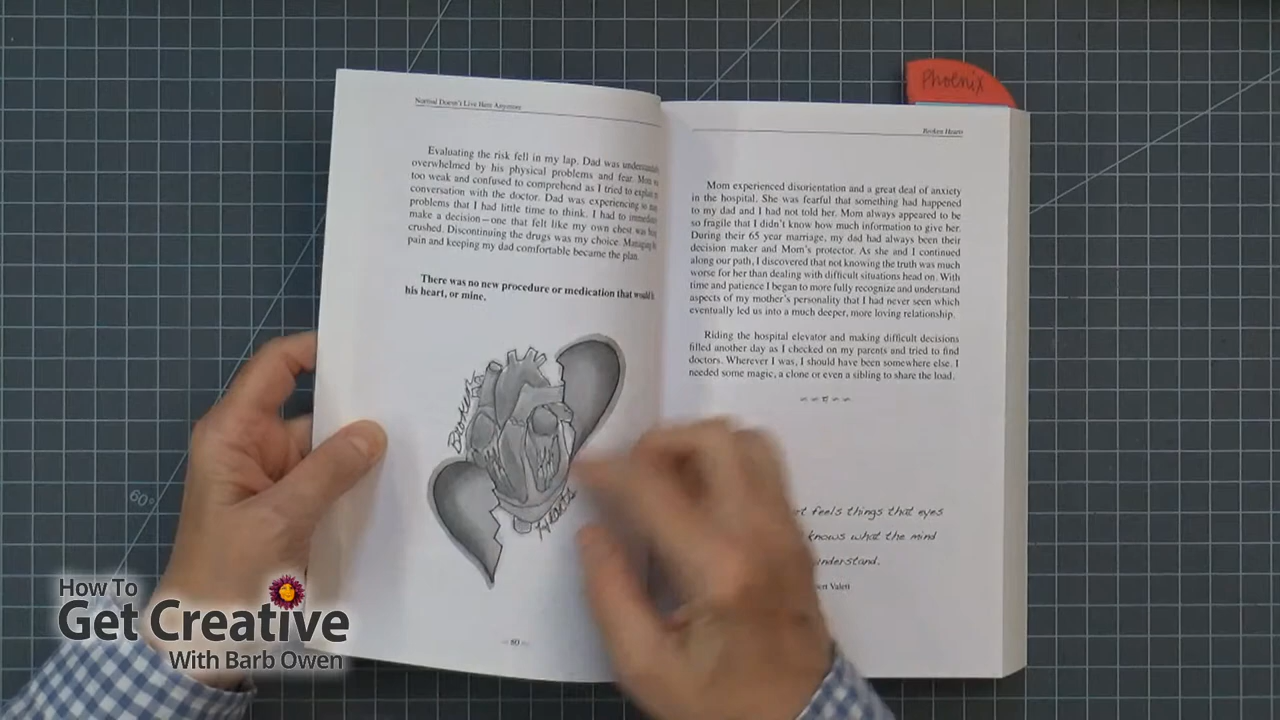 Phoenix
Normal Doesn't Live Here Anymore
Evaluating the risk fell in my lap. Dad was
overwhelmed by his physical problems and fear. Mom
too weak and confused to comprehend as I tried to
conversation with the doctor. Dad was experiencing so
problems that I had little time to think. I had to
make a decision—one that felt like my own chest was
crushed. Discontinuing the drugs was my choice. Managing
pain and keeping my dad comfortable became the plan.
There was no new procedure or medication that would
his heart, or mine.
Broken
Hearts
60
Broken Hearts
Mom experienced disorientation and a great deal of anxiety
in the hospital. She was fearful that something had happened
to my dad and I had not told her. Mom always appeared to be
so fragile that I didn't know how much information to give her.
During their 65 year marriage, my dad had always been their
decision maker and Mom's protector. As she and I continued
along our path, I discovered that not knowing the truth was much
worse for her than dealing with difficult situations head on. With
time and patience I began to more fully recognize and understand
aspects of my mother's personality that I had never seen which
eventually led us into a much deeper, more loving relationship.
Riding the hospital elevator and making difficult decisions
filled another day as I checked on my parents and tried to find
doctors. Wherever I was, I should have been somewhere else. I
needed some magic, a clone or even a sibling to share the load.
feels things that eyes
knows what the mind
understand.
Valett
60°
How To
Get Creative
With Barb Owen